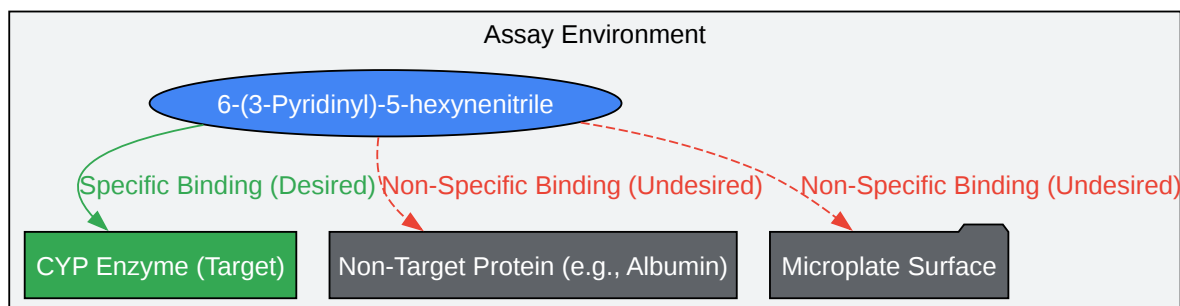 Assay Environment
6-(3-Pyridinyl)-5-hexynenitrile
Specific Binding (Desired)
Non-Specific Binding (Undesired)
Non-Specific Binding (Undesired)
CYP Enzyme (Target)
Non-Target Protein (e.g., Albumin)
Microplate Surface